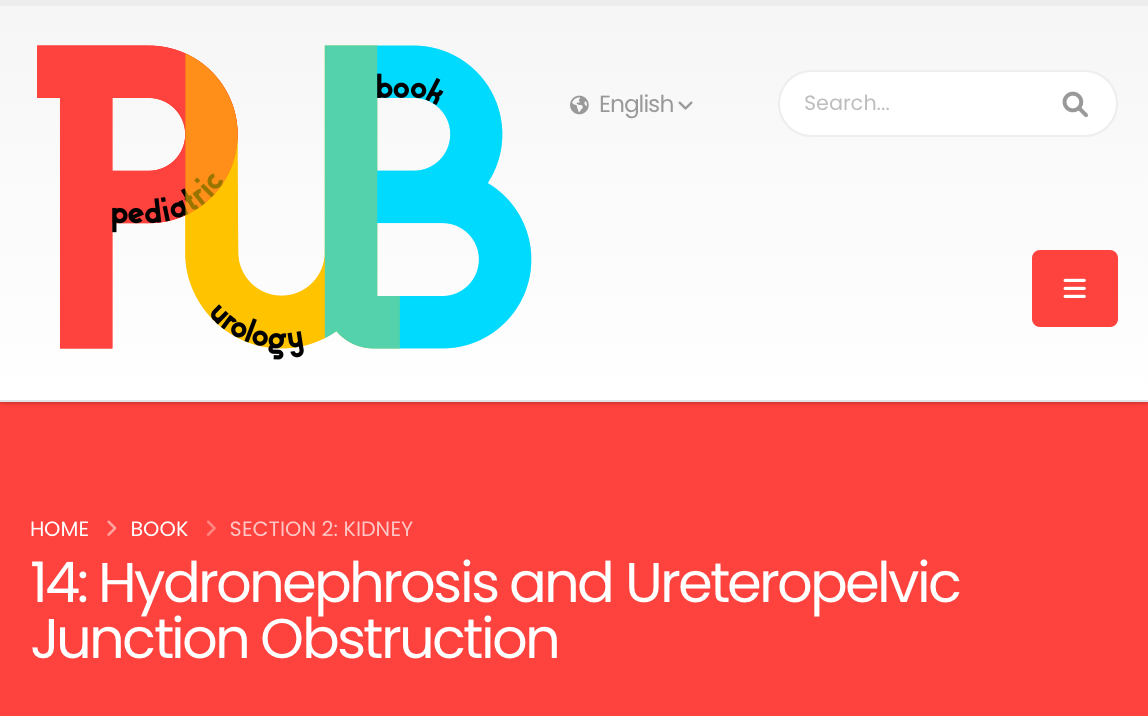 PUB
pediatric
urology
book
English
Search...
HOME BOOK SECTION 2: KIDNEY
14: Hydronephrosis and Ureteropelvic
Junction Obstruction